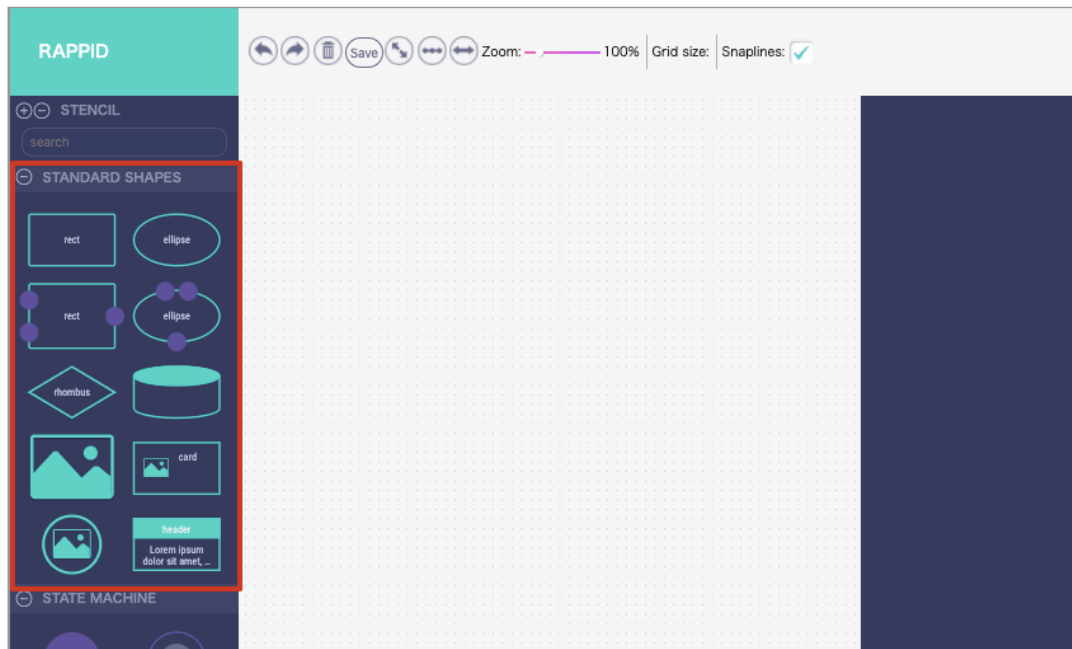 RAPPID
Save Zoom: 100% Grid size: Snaplines:
STENCIL
search
STANDARD SHAPES
rect ellipse
rect ellipse
rhombus
card
header
Lorem ipsum
dolor sit amet, ...
STATE MACHINE